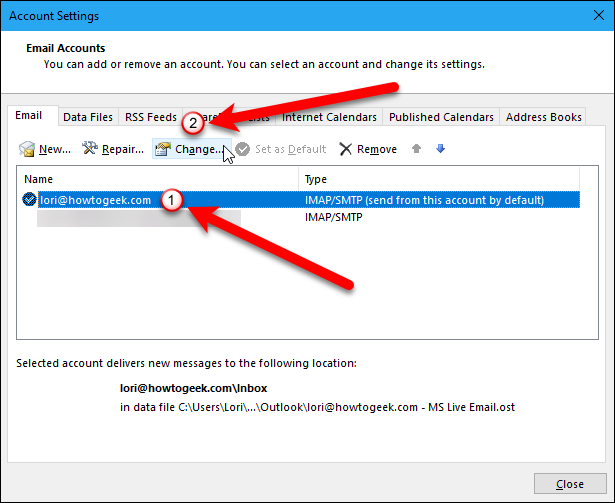 Account Settings
Email Accounts
You can add or remove an account. You can select an account and change its settings.
Email Data Files RSS Feeds Internet Calendars Published Calendars Address Books
2
New... Repair... Change... Set as Default Remove
Name Type
lori@howtogeek.com 1 IMAP/SMTP (send from this account by default)
IMAP/SMTP
Selected account delivers new messages to the following location:
lori@howtogeek.com\Inbox
in data file C:\Users\Lori\...\Outlook\lori@howtogeek.com - MS Live Email.ost
Close